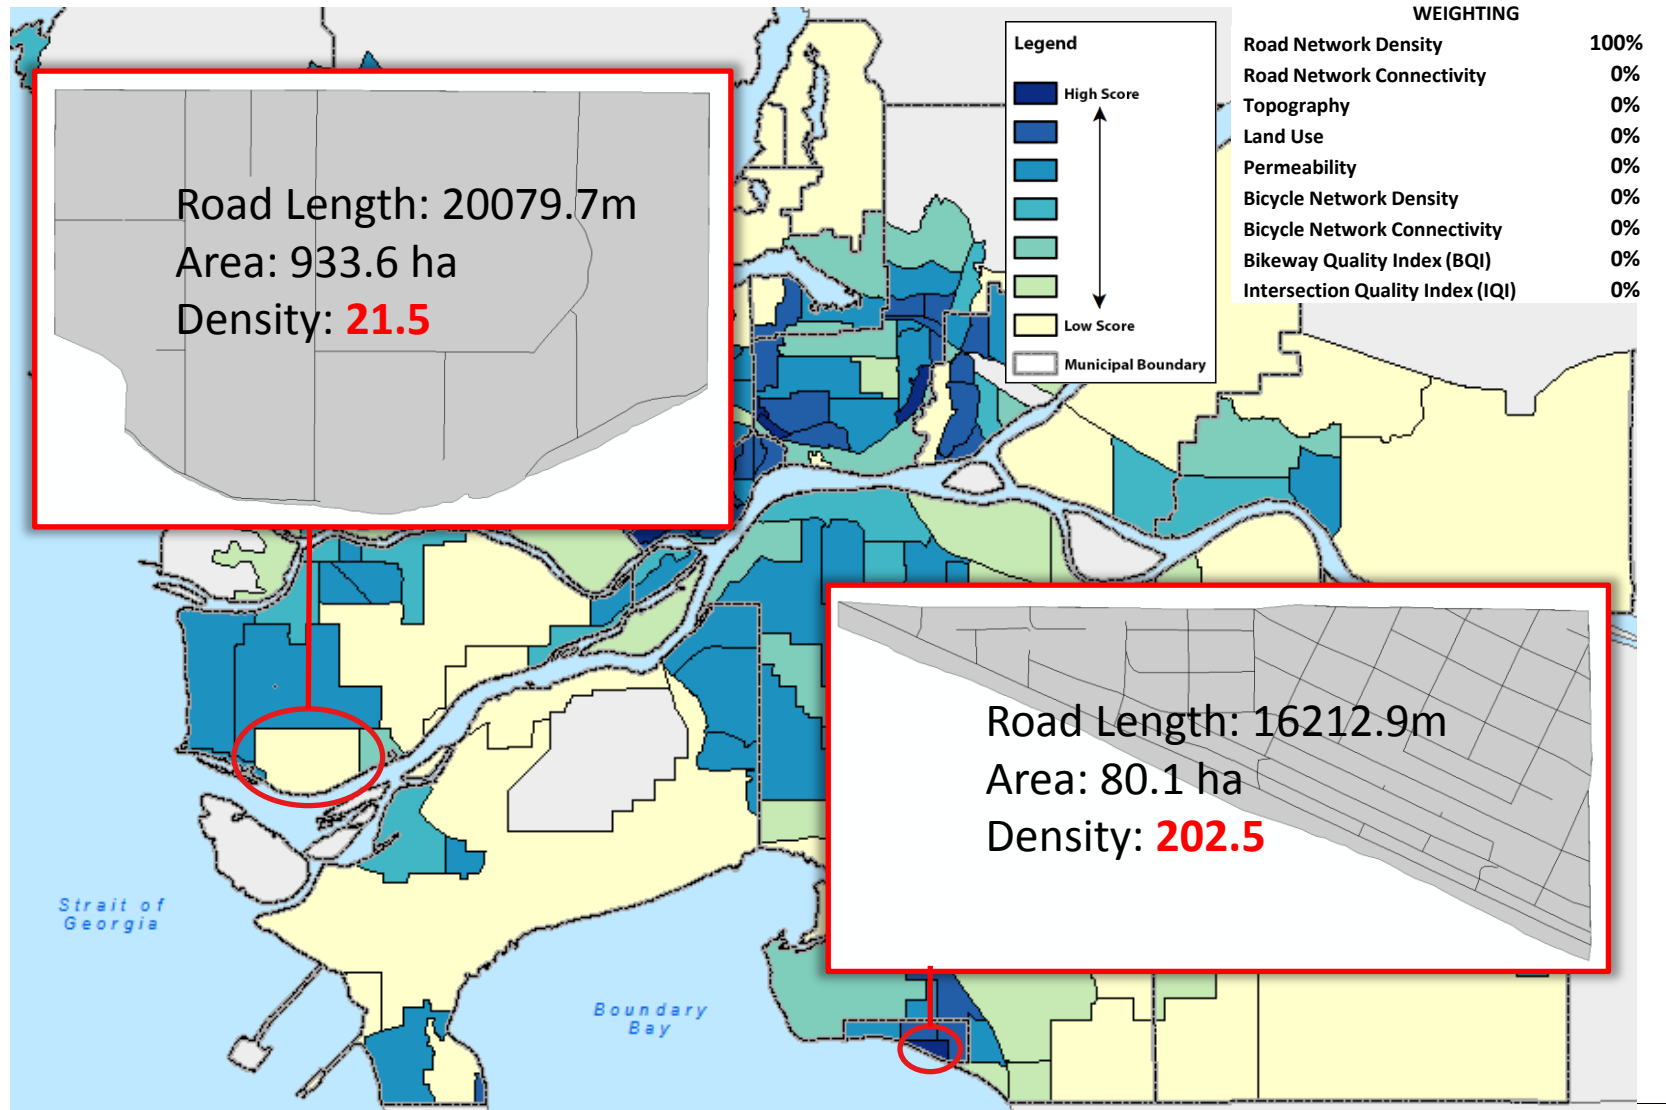 WEIGHTING
Road Network Density 100%
Road Network Connectivity 0%
Topography 0%
Land Use 0%
Permeability 0%
Bicycle Network Density 0%
Bicycle Network Connectivity 0%
Bikeway Quality Index (BQI) 0%
Intersection Quality Index (IQI) 0%
Legend
High Score
Low Score
Municipal Boundary
Road Length: 20079.7m
Area: 933.6 ha
Density: 21.5
Road Length: 16212.9m
Area: 80.1 ha
Density: 202.5
Strait of
Georgia
Boundary
Bay